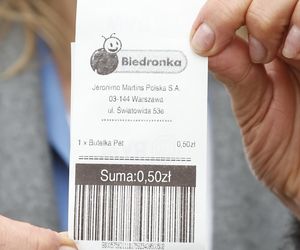 Biedronka
Jeronimo Martins Polska S.A.
03-144 Warszawa
ul. Światowida 53e
1 x Butelka Pet 0,50zł
Suma:0,50zł